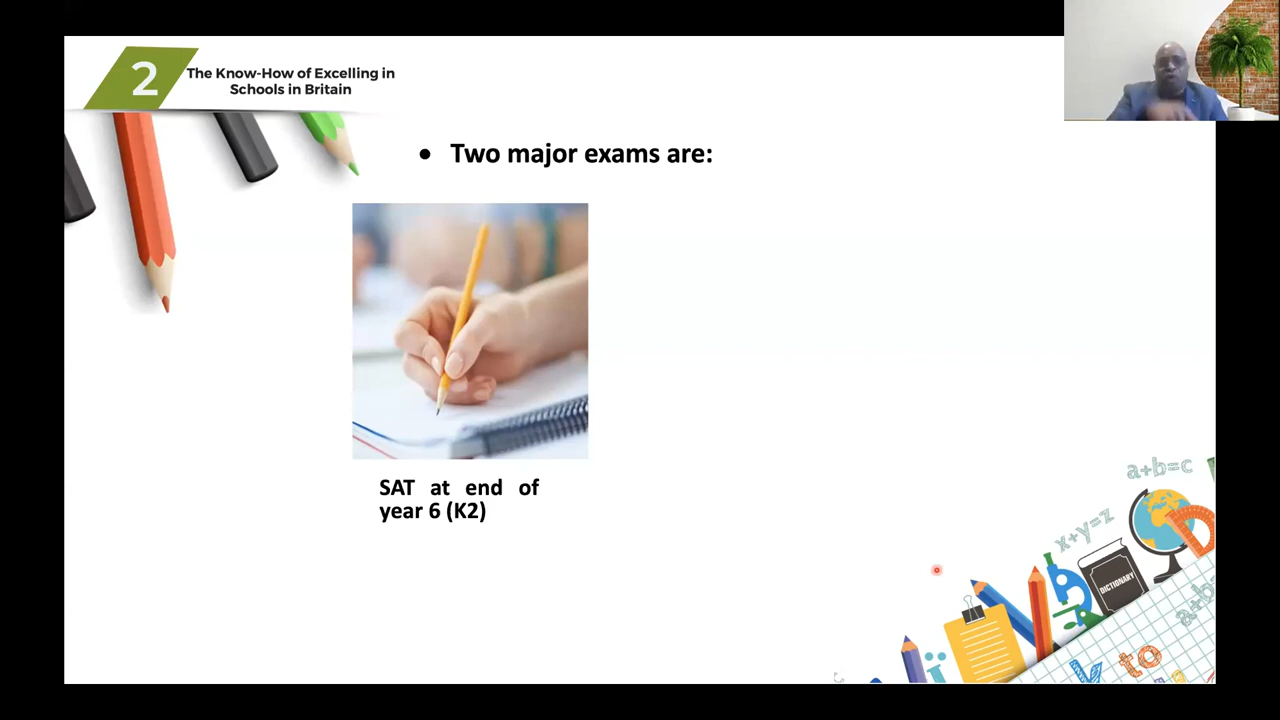 2
The Know-How of Excelling in
Schools in Britain
• Two major exams are:
SAT at end of
year 6 (K2)
a+b=c
x+y=z
DICTIONARY
a+b
to